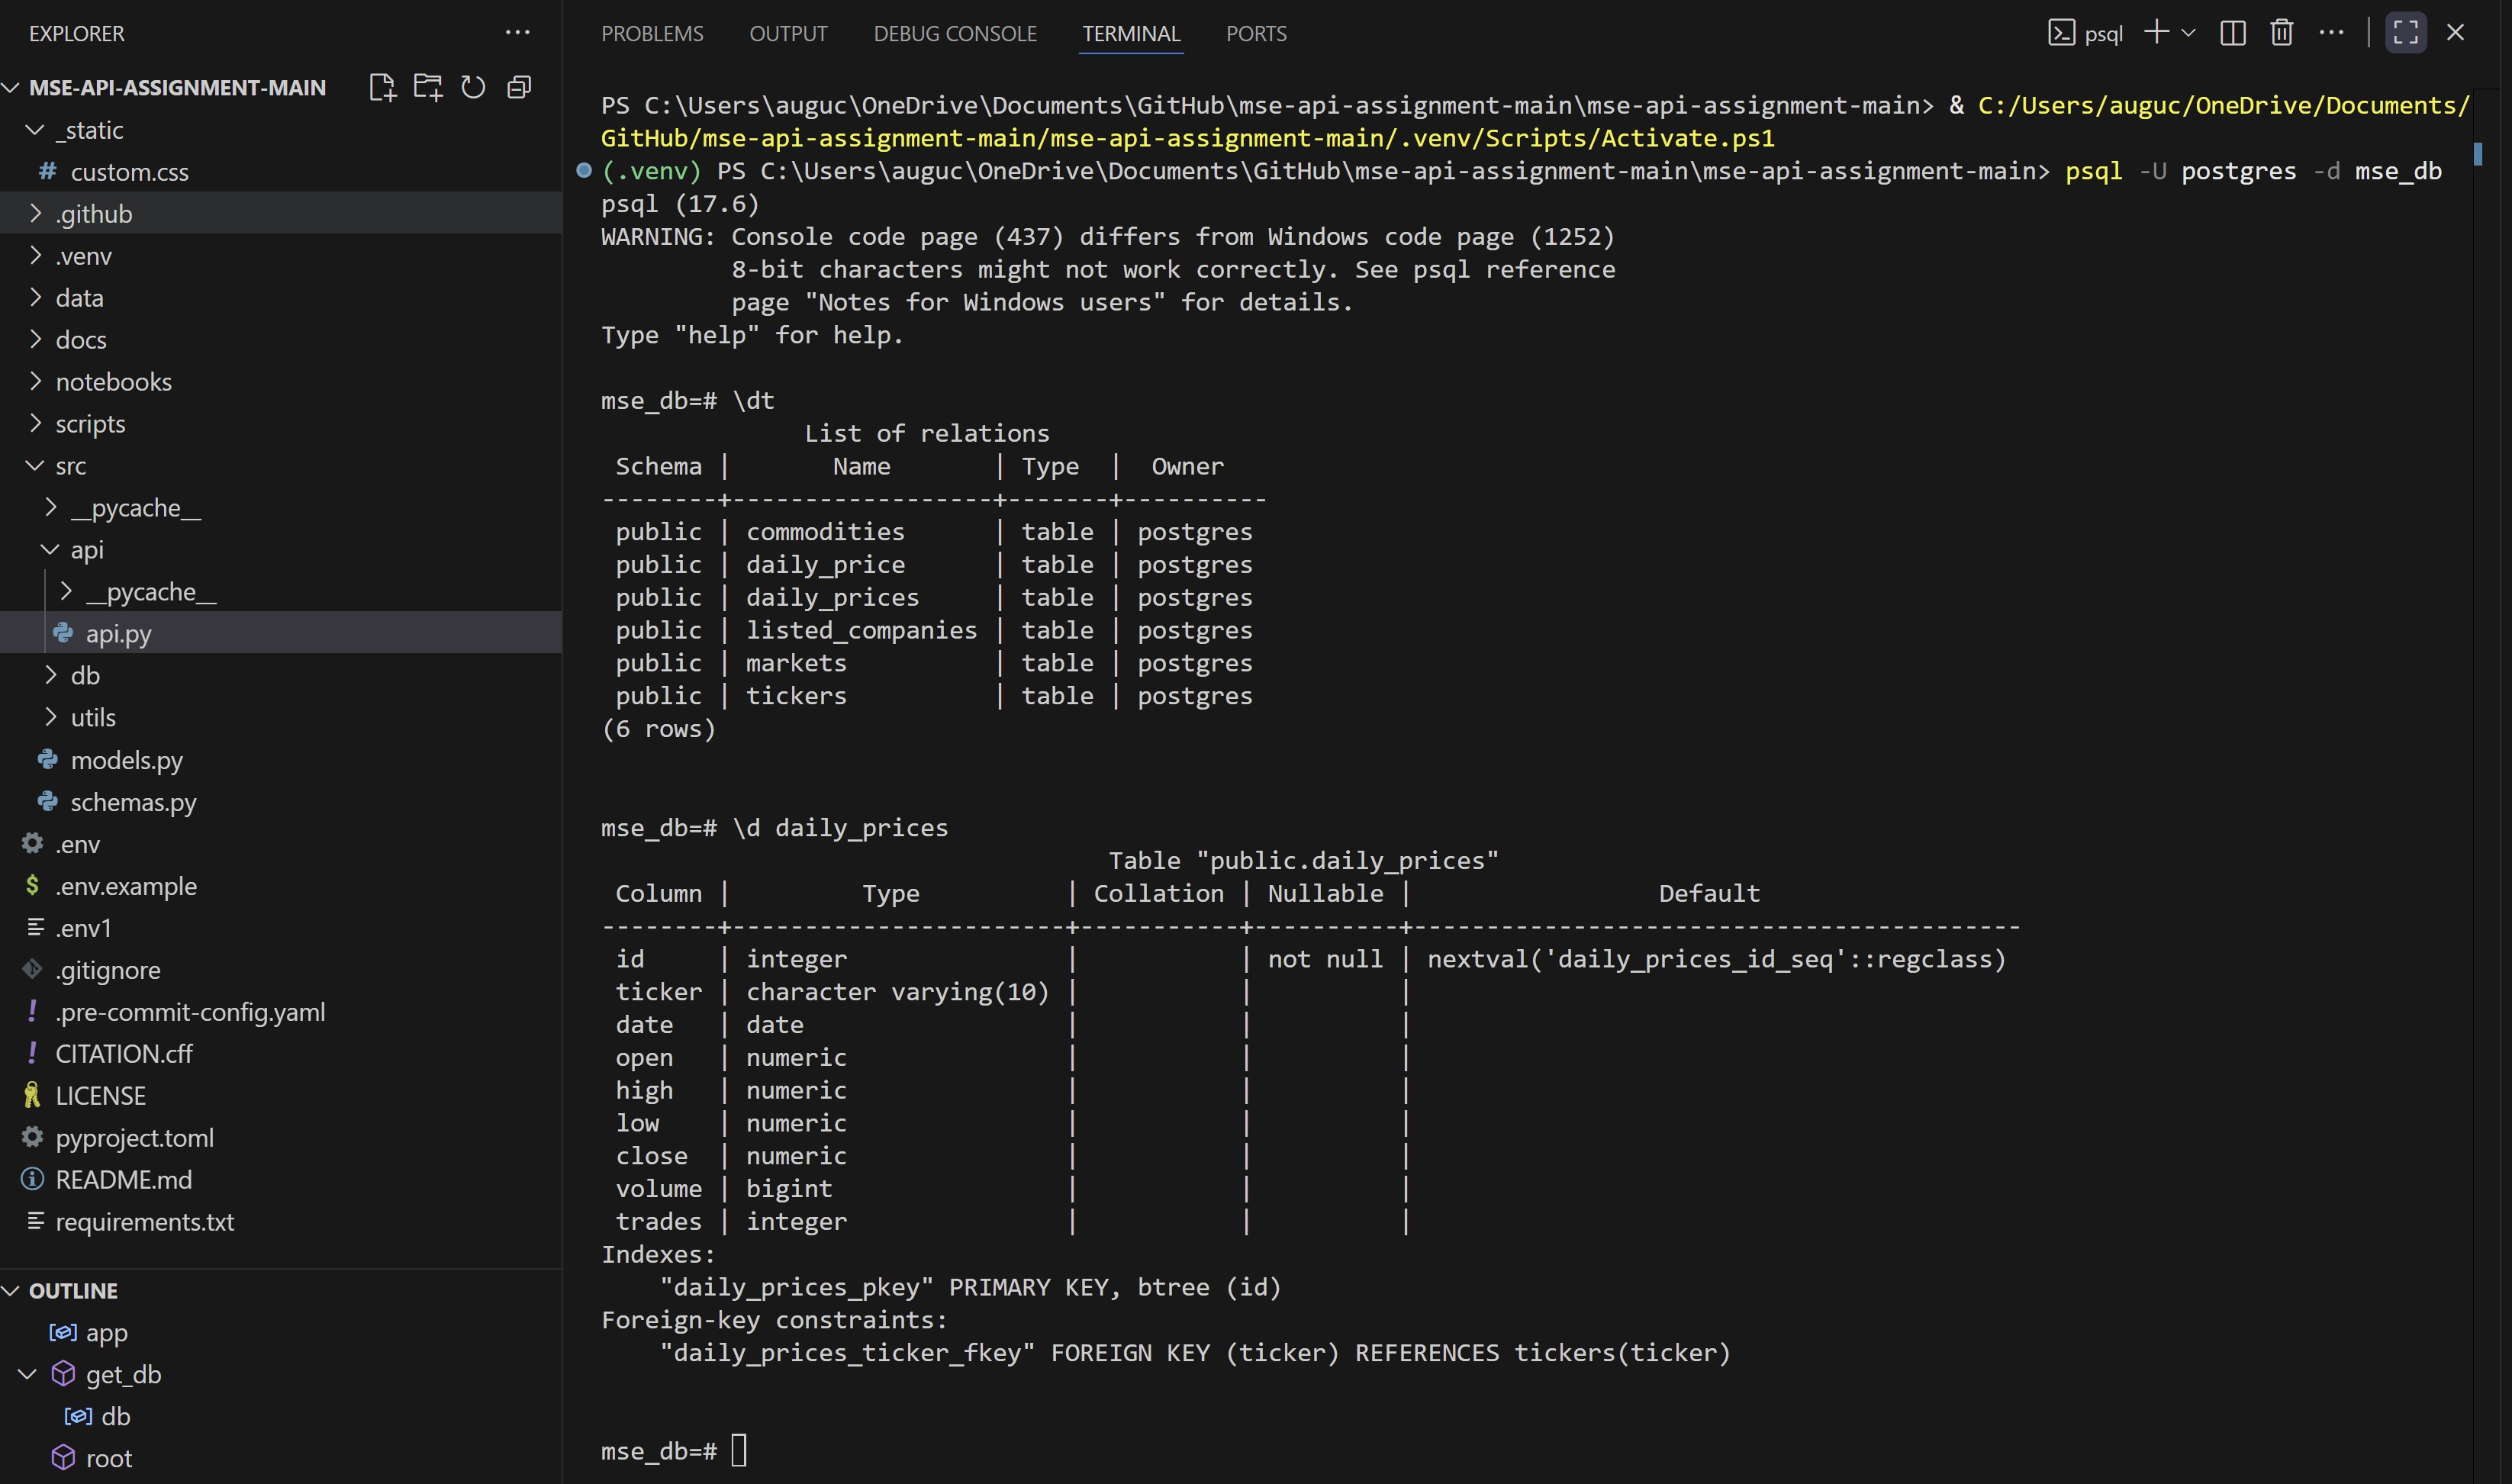 EXPLORER
MSE-API-ASSIGNMENT-MAIN
_static
# custom.css
.github
.venv
data
docs
notebooks
scripts
src
__pycache__
api
__pycache__
api.py
db
utils
models.py
schemas.py
.env
$ .env.example
.env1
.gitignore
! .pre-commit-config.yaml
! CITATION.cff
LICENSE
pyproject.toml
README.md
requirements.txt
OUTLINE
app
get_db
db
root
PROBLEMS OUTPUT DEBUG CONSOLE TERMINAL PORTS
psql
PS C:\Users\auguc\OneDrive\Documents\GitHub\mse-api-assignment-main\mse-api-assignment-main> & C:/Users/auguc/OneDrive/Documents/
GitHub/mse-api-assignment-main/mse-api-assignment-main/.venv/Scripts/Activate.ps1
(.venv) PS C:\Users\auguc\OneDrive\Documents\GitHub\mse-api-assignment-main\mse-api-assignment-main> psql -U postgres -d mse_db
psql (17.6)
WARNING: Console code page (437) differs from Windows code page (1252)
         8-bit characters might not work correctly. See psql reference
         page "Notes for Windows users" for details.
Type "help" for help.
mse_db=# \dt
              List of relations
 Schema |       Name       | Type  |  Owner
--------+------------------+-------+----------
 public | commodities      | table | postgres
 public | daily_price      | table | postgres
 public | daily_prices     | table | postgres
 public | listed_companies | table | postgres
 public | markets          | table | postgres
 public | tickers          | table | postgres
(6 rows)
mse_db=# \d daily_prices
                                   Table "public.daily_prices"
 Column |         Type          | Collation | Nullable |                 Default
--------+-----------------------+-----------+----------+------------------------------------------
 id     | integer               |           | not null | nextval('daily_prices_id_seq'::regclass)
 ticker | character varying(10) |           |          |
 date   | date                  |           |          |
 open   | numeric               |           |          |
 high   | numeric               |           |          |
 low    | numeric               |           |          |
 close  | numeric               |           |          |
 volume | bigint                |           |          |
 trades | integer               |           |          |
Indexes:
    "daily_prices_pkey" PRIMARY KEY, btree (id)
Foreign-key constraints:
    "daily_prices_ticker_fkey" FOREIGN KEY (ticker) REFERENCES tickers(ticker)
mse_db=#